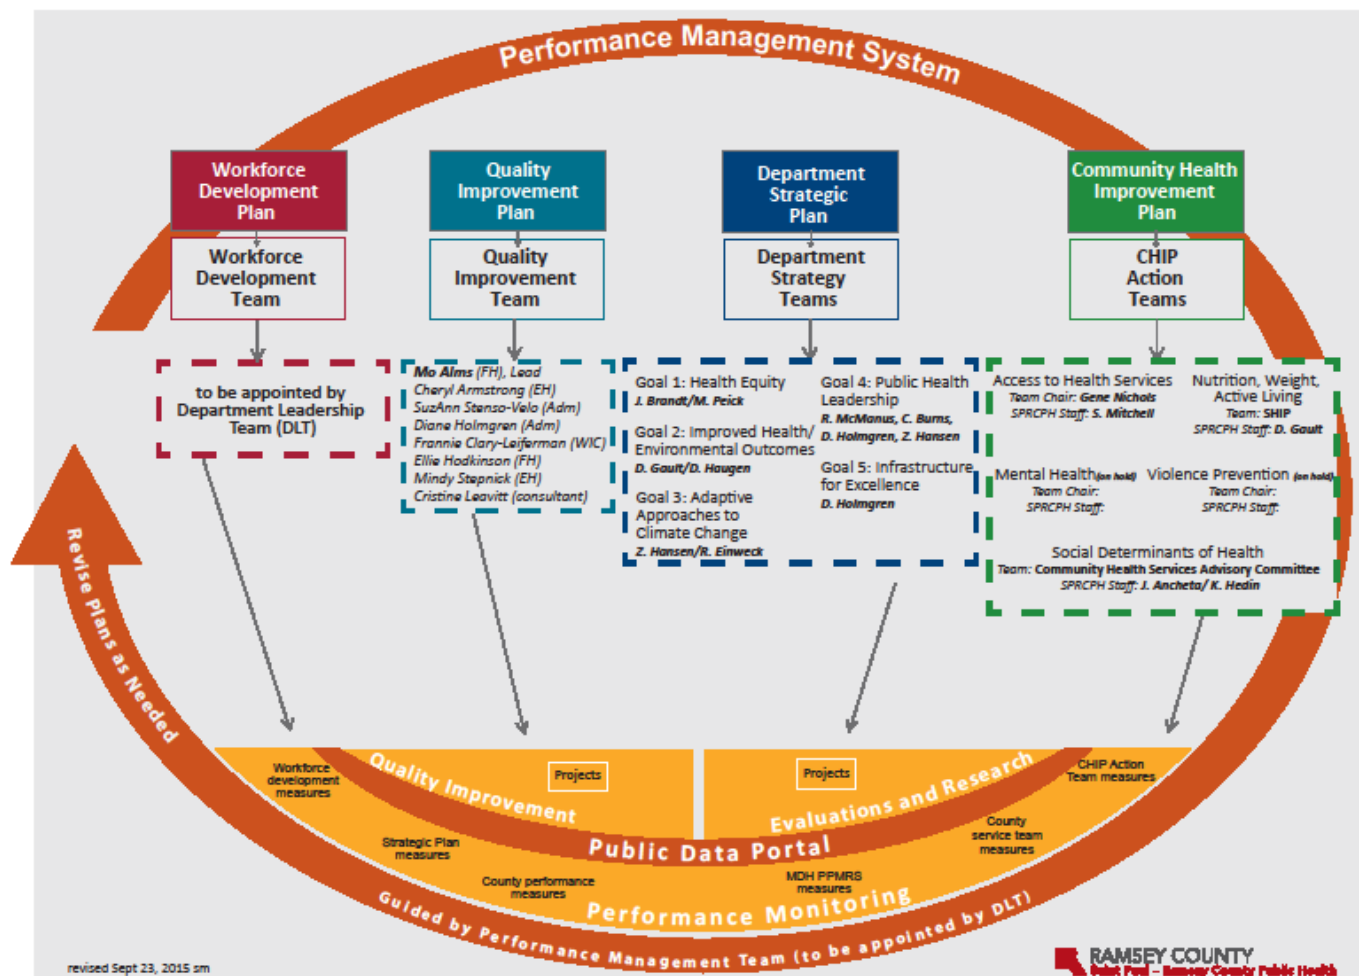 Performance Management System
Workforce
Development
Plan
Workforce
Development
Team
to be appointed by
Department Leadership
Team (DLT)
Quality
Improvement
Plan
Quality
Improvement
Team
Mo Alms (FH), Lead
Cheryl Armstrong (EH)
SuzAnn Stenso-Velo (Adm)
Diane Holmgren (Adm)
Frannie Clary-Leiferman (WIC)
Ellie Hodkinson (FH)
Mindy Stepnick (EH)
Cristine Leavitt (consultant)
Department
Strategic
Plan
Department
Strategy
Teams
Goal 1: Health Equity
J. Brandt/M. Peick
Goal 2: Improved Health/
Environmental Outcomes
D. Gault/D. Haugen
Goal 3: Adaptive
Approaches to
Climate Change
Z. Hansen/R. Einweck
Goal 4: Public Health
Leadership
R. McManus, C. Burns,
D. Holmgren, Z. Hansen
Goal 5: Infrastructure
for Excellence
D. Holmgren
Community Health
Improvement
Plan
CHIP
Action
Teams
Access to Health Services
Team Chair: Gene Nichols
SPRCPH Staff: S. Mitchell
Nutrition, Weight,
Active Living
Team: SHIP
SPRCPH Staff: D. Gault
Mental Health (on hold)
Team Chair:
SPRCPH Staff:
Violence Prevention (on hold)
Team Chair:
SPRCPH Staff:
Social Determinants of Health
Team: Community Health Services Advisory Committee
SPRCPH Staff: J. Ancheta/ K. Hedin
Revise Plans as Needed
Workforce
development
measures
Quality Improvement
Projects
Projects
Evaluations and Research
CHIP Action
Team measures
Strategic Plan
measures
Public Data Portal
County
service team
measures
County performance
measures
MDH PPMRS
measures
Performance Monitoring
Guided by Performance Management Team (to be appointed by DLT)
revised Sept 23, 2015 sm
RAMSEY COUNTY
Saint Paul – Ramsey County Public Health